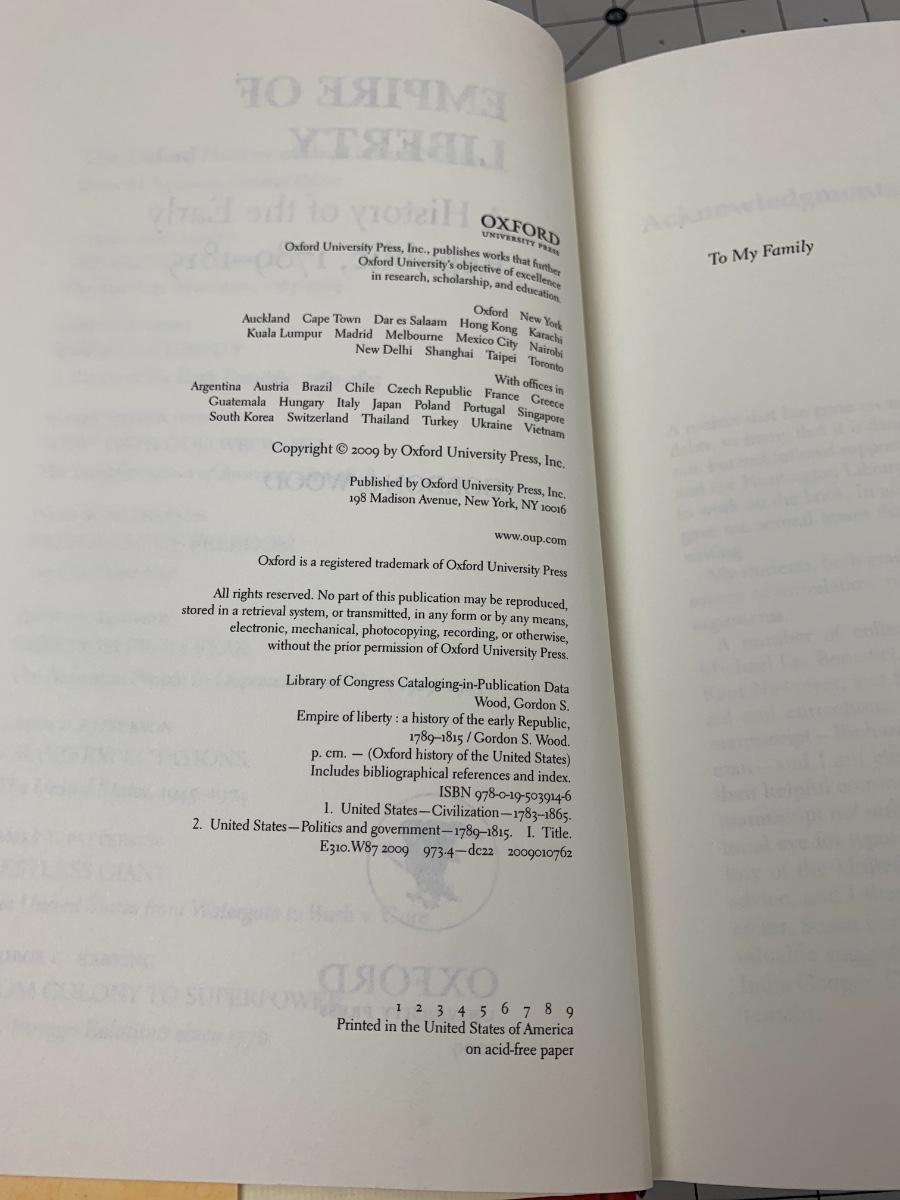 OXFORD
UNIVERSITY PRESS
Oxford University Press, Inc., publishes works that further
Oxford University's objective of excellence
in research, scholarship, and education.
Oxford New York
Auckland Cape Town Dar es Salaam Hong Kong Karachi
Kuala Lumpur Madrid Melbourne Mexico City Nairobi
New Delhi Shanghai Taipei Toronto
With offices in
Argentina Austria Brazil Chile Czech Republic France Greece
Guatemala Hungary Italy Japan Poland Portugal Singapore
South Korea Switzerland Thailand Turkey Ukraine Vietnam
Copyright © 2009 by Oxford University Press, Inc.
Published by Oxford University Press, Inc.
198 Madison Avenue, New York, NY 10016
www.oup.com
Oxford is a registered trademark of Oxford University Press
All rights reserved. No part of this publication may be reproduced,
stored in a retrieval system, or transmitted, in any form or by any means,
electronic, mechanical, photocopying, recording, or otherwise,
without the prior permission of Oxford University Press.
Library of Congress Cataloging-in-Publication Data
Wood, Gordon S.
Empire of liberty : a history of the early Republic,
1789–1815 / Gordon S. Wood.
p. cm. — (Oxford history of the United States)
Includes bibliographical references and index.
ISBN 978-0-19-503914-6
1. United States—Civilization—1783–1865.
2. United States—Politics and government—1789–1815. I. Title.
E310.W87 2009 973.4—dc22 2009010762
1 2 3 4 5 6 7 8 9
Printed in the United States of America
on acid-free paper
Acknowledgments
To My Family